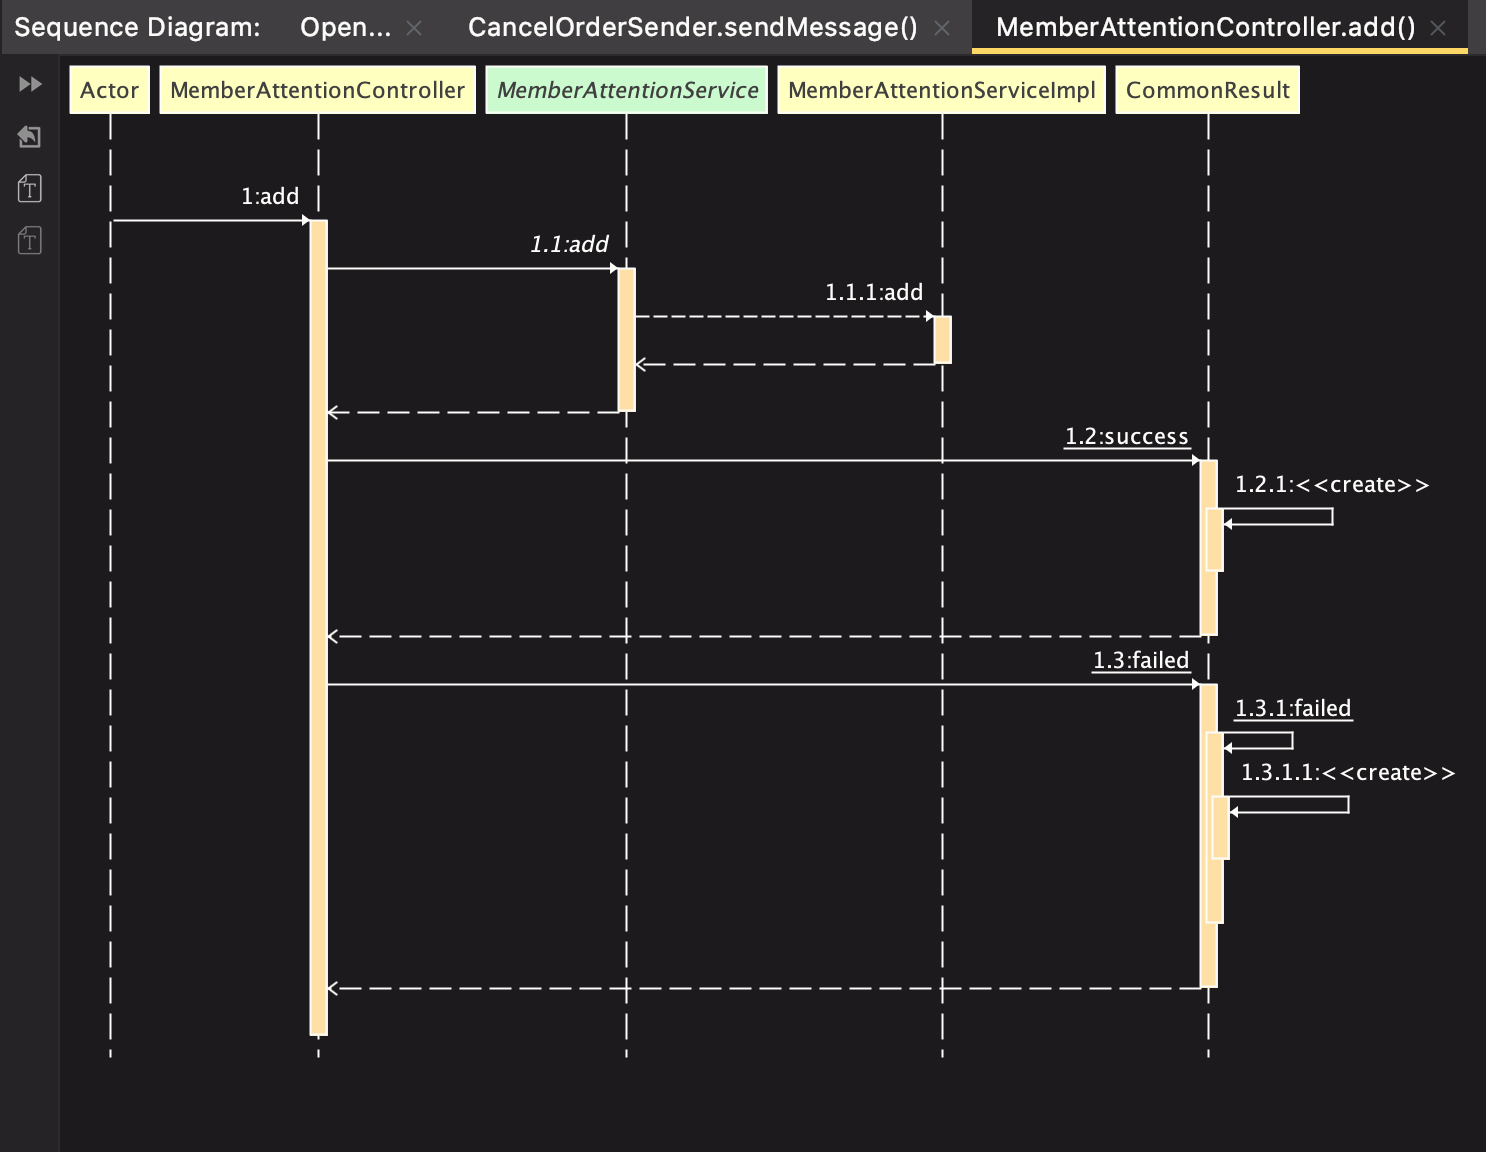 Sequence Diagram: Open... CancelOrderSender.sendMessage() MemberAttentionController.add()
Actor MemberAttentionController MemberAttentionService MemberAttentionServiceImpl CommonResult
1:add
1.1:add
1.1.1:add
1.2:success
1.2.1:<<create>>
1.3:failed
1.3.1:failed
1.3.1.1:<<create>>
T
T